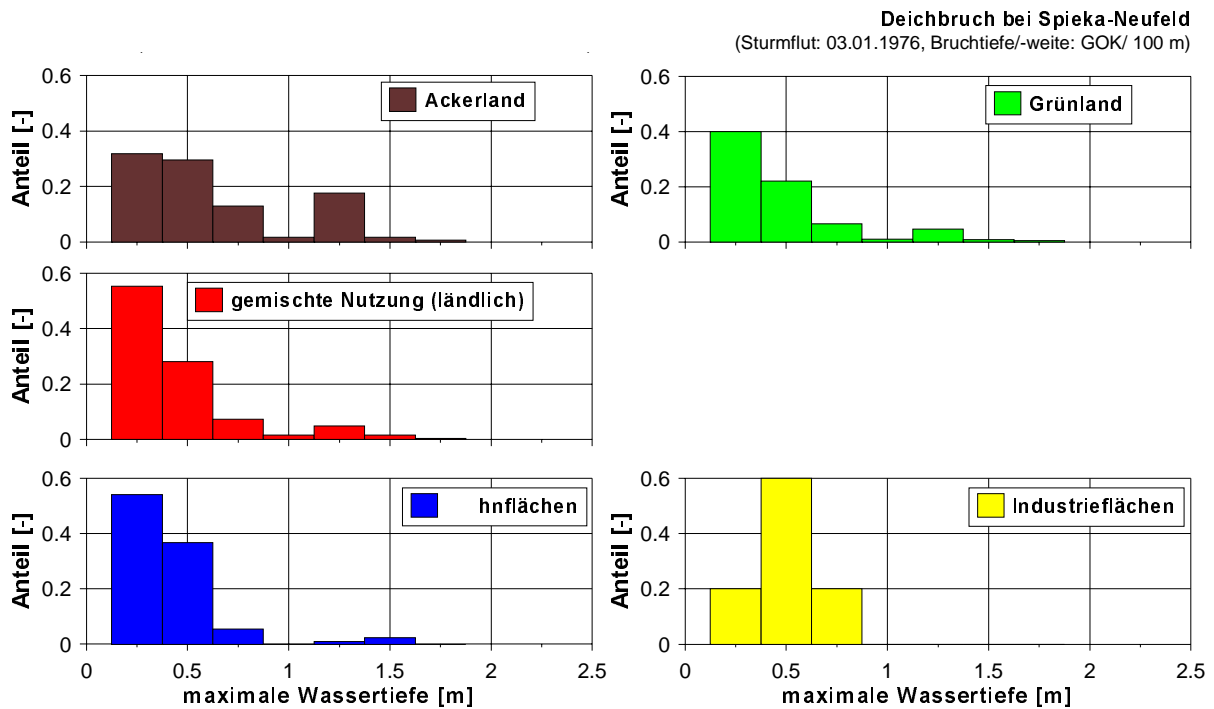 Deichbruch bei Spieka-Neufeld
(Sturmflut: 03.01.1976, Bruchtiefe/-weite: GOK/ 100 m)
Anteil [-]
0.6
0.4
0.2
0
Ackerland
Anteil [-]
0.6
0.4
0.2
0
Grünland
Anteil [-]
0.6
0.4
0.2
0
gemischte Nutzung (ländlich)
Anteil [-]
0.6
0.4
0.2
0
hnflächen
0 0.5 1 1.5 2 2.5
maximale Wassertiefe [m]
Anteil [-]
0.6
0.4
0.2
0
Industrieflächen
0 0.5 1 1.5 2 2.5
maximale Wassertiefe [m]